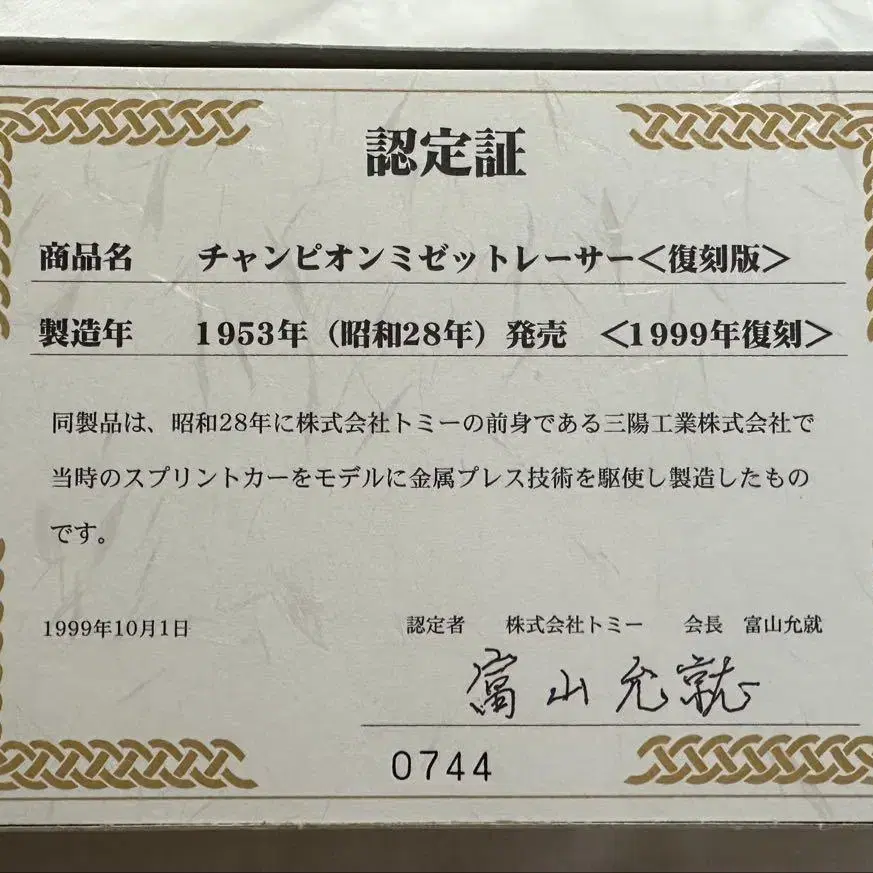 認定証
商品名 チャンピオンミゼットレーサー＜復刻版＞
製造年 1953年（昭和28年）発売 ＜1999年復刻＞
同製品は、昭和28年に株式会社トミーの前身である三陽工業株式会社で
当時のスプリントカーをモデルに金属プレス技術を駆使し製造したもの
です。
1999年10月1日
認定者 株式会社トミー 会長 富山允就
富山允就
0744